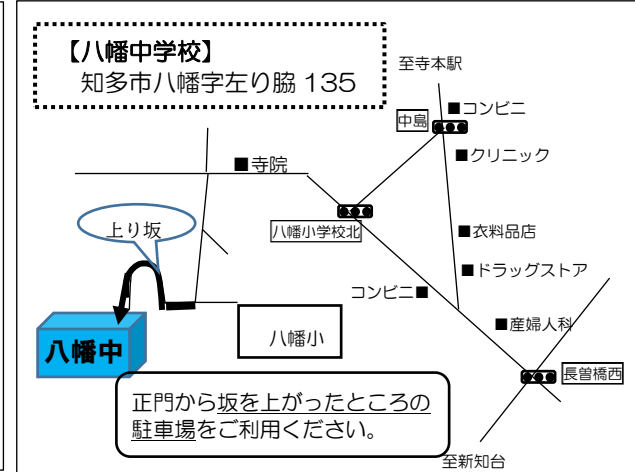 【八幡中学校】
知多市八幡字左り脇 135
至寺本駅
■コンビニ
中島
■クリニック
■寺院
上り坂
八幡小学校北
■衣料品店
■ドラッグストア
コンビニ■
■産婦人科
八幡小
八幡中
長曽橋西
正門から坂を上がったところの
駐車場をご利用ください。
至新知台